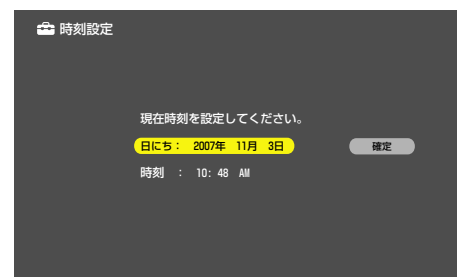 時刻設定
現在時刻を設定してください。
日にち： 2007年 11月 3日 確定
時刻 ： 10: 48 AM